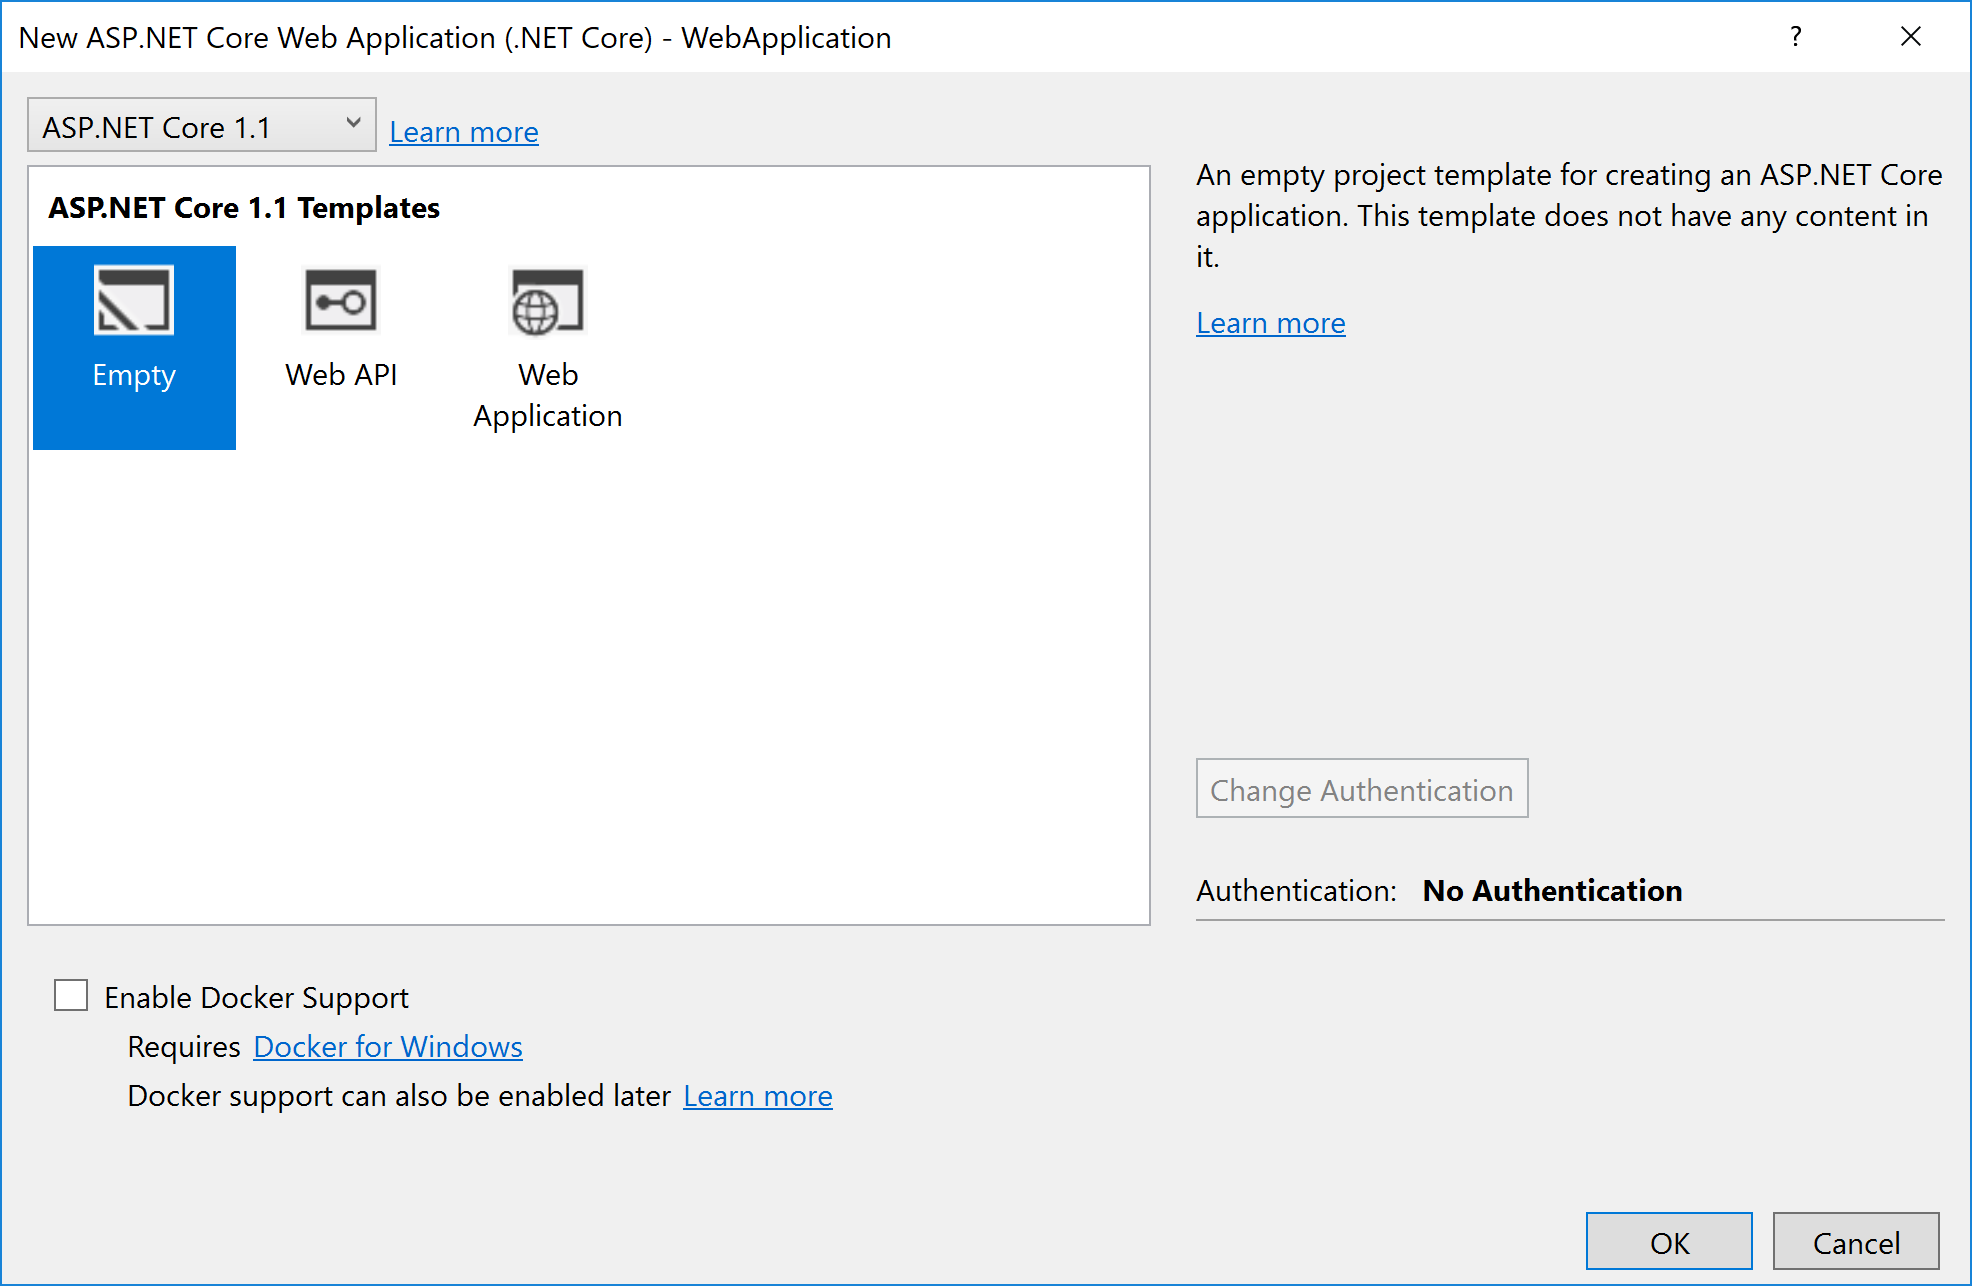 New ASP.NET Core Web Application (.NET Core) - WebApplication
?
ASP.NET Core 1.1
Learn more
ASP.NET Core 1.1 Templates
Empty
Web API
Web
Application
An empty project template for creating an ASP.NET Core
application. This template does not have any content in
it.
Learn more
Change Authentication
Authentication: No Authentication
Enable Docker Support
Requires Docker for Windows
Docker support can also be enabled later Learn more
OK
Cancel